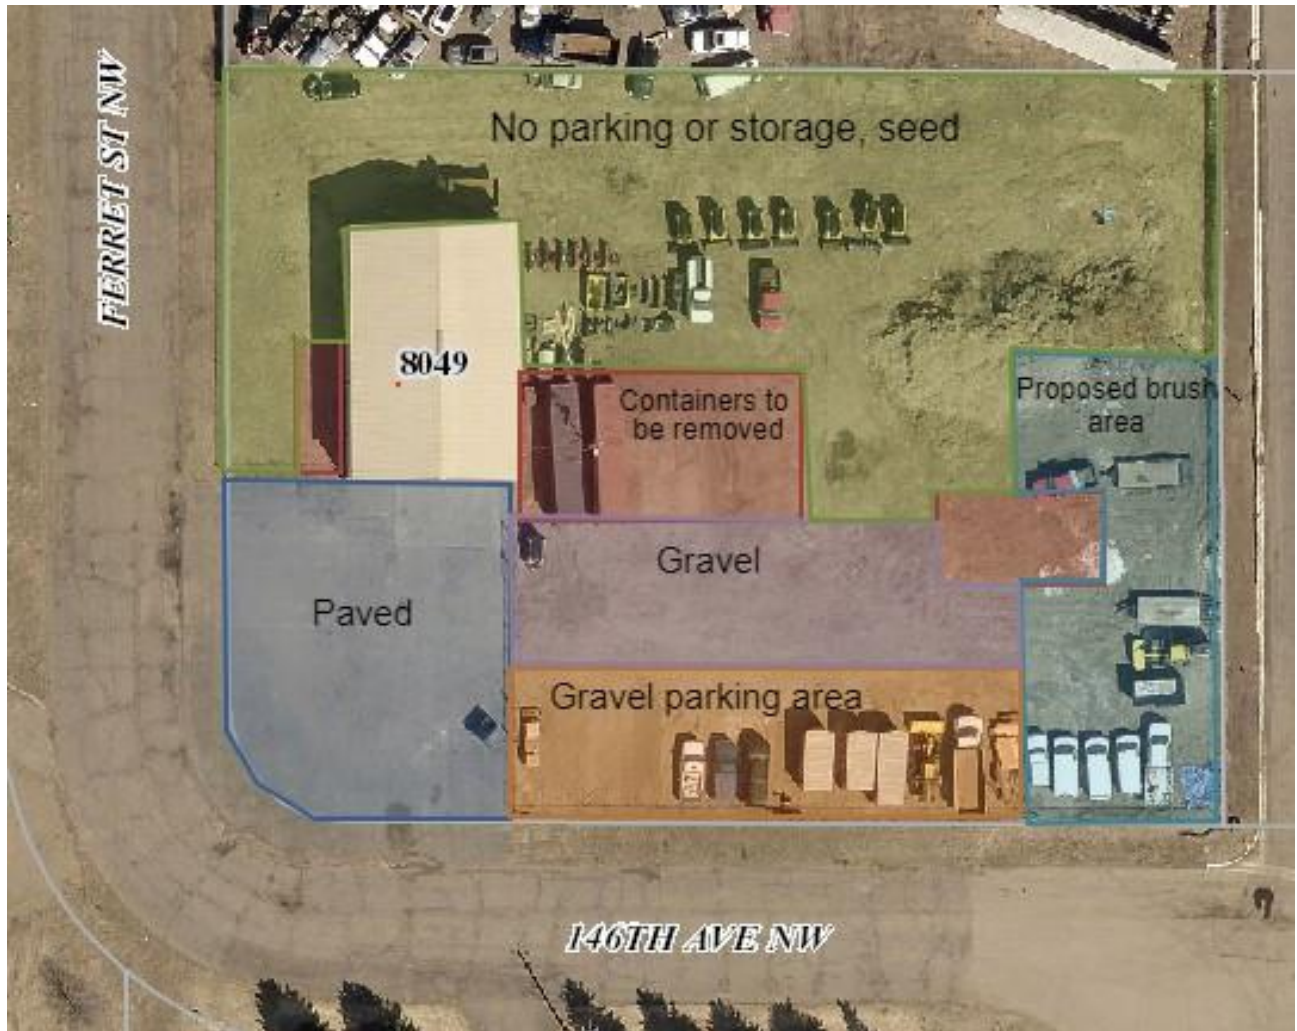 FERRET ST NW
No parking or storage, seed
8049
Containers to
be removed
Proposed brush
area
Gravel
Paved
Gravel parking area
146TH AVE NW